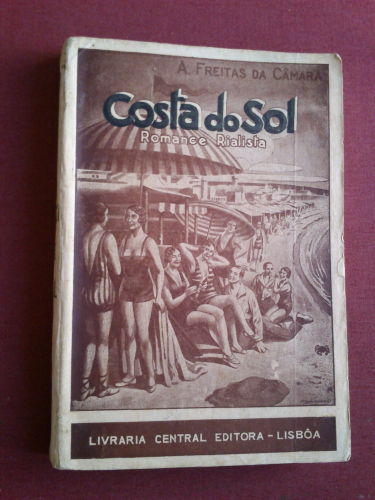 A. FREITAS DA CÂMARA
Costa do Sol
Romance Rialista
LIVRARIA CENTRAL EDITORA - LISBÔA